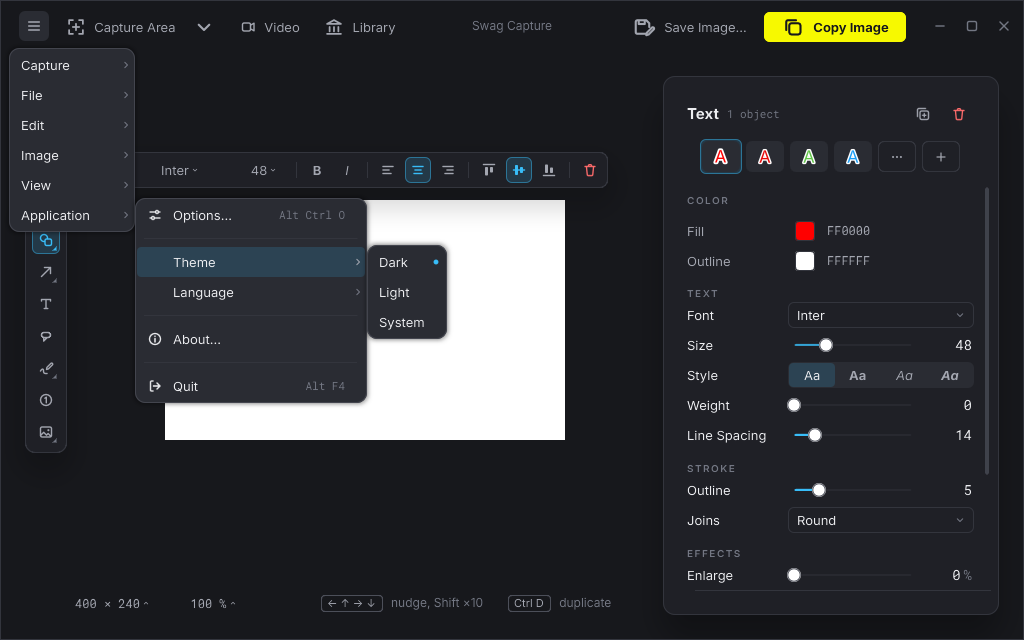 Capture Area
Video
Library
Swag Capture
Save Image...
Copy Image
Capture
File
Edit
Image
View
Application
Inter
48
B
I
Options...
Alt Ctrl O
Theme
Language
About...
Quit
Alt F4
Dark
Light
System
T
1
Text
1 object
A
A
A
A
...
+
COLOR
Fill
FF0000
Outline
FFFFFF
TEXT
Font
Inter
Size
48
Style
Aa
Aa
Aa
Aa
Weight
0
Line Spacing
14
STROKE
Outline
5
Joins
Round
EFFECTS
Enlarge
0 %
400 × 240
100 %
← ↑ → ↓
nudge, Shift ×10
Ctrl D
duplicate